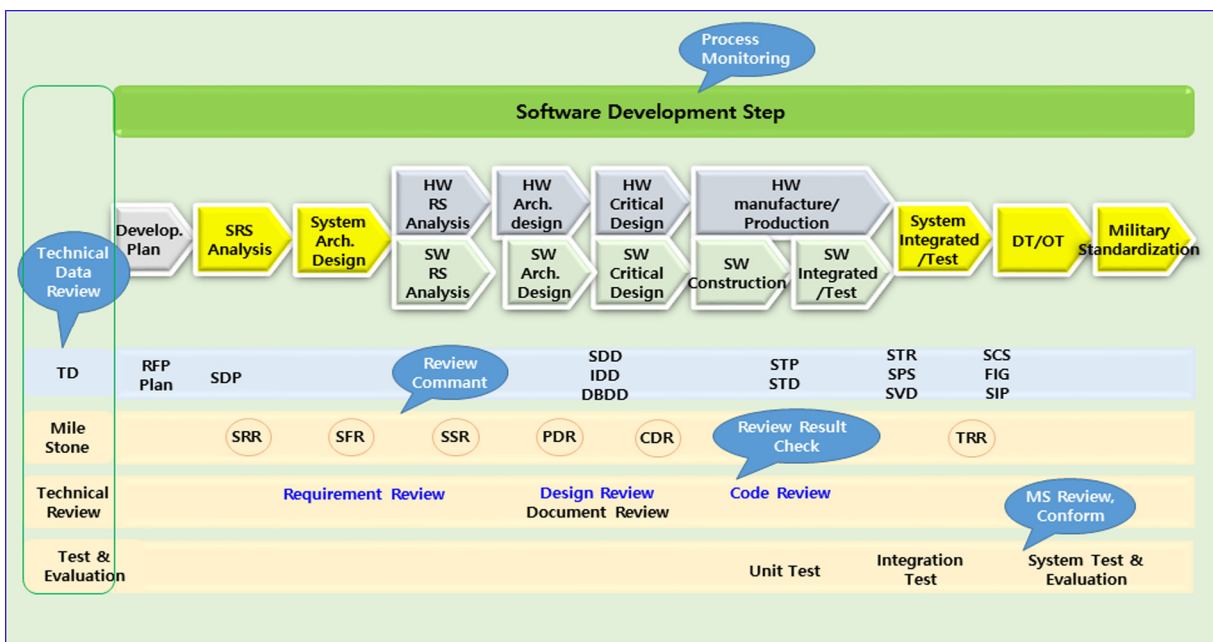 Process
Monitoring
Software Development Step
Develop.
Plan
SRS
Analysis
System
Arch.
Design
HW
RS
Analysis
HW
Arch.
design
HW
Critical
Design
HW
manufacture/
Production
SW
RS
Analysis
SW
Arch.
Design
SW
Critical
Design
SW
Construction
SW
Integrated
/Test
System
Integrated
/Test
DT/OT
Military
Standardization
Technical
Data
Review
TD
RFP
Plan
SDP
Review
Commant
SDD
IDD
DBDD
STP
STD
STR
SPS
SVD
SCS
FIG
SIP
Mile
Stone
SRR
SFR
SSR
PDR
CDR
Review Result
Check
TRR
Technical
Review
Requirement Review
Design Review
Document Review
Code Review
MS Review,
Conform
Test &
Evaluation
Unit Test
Integration
Test
System Test &
Evaluation